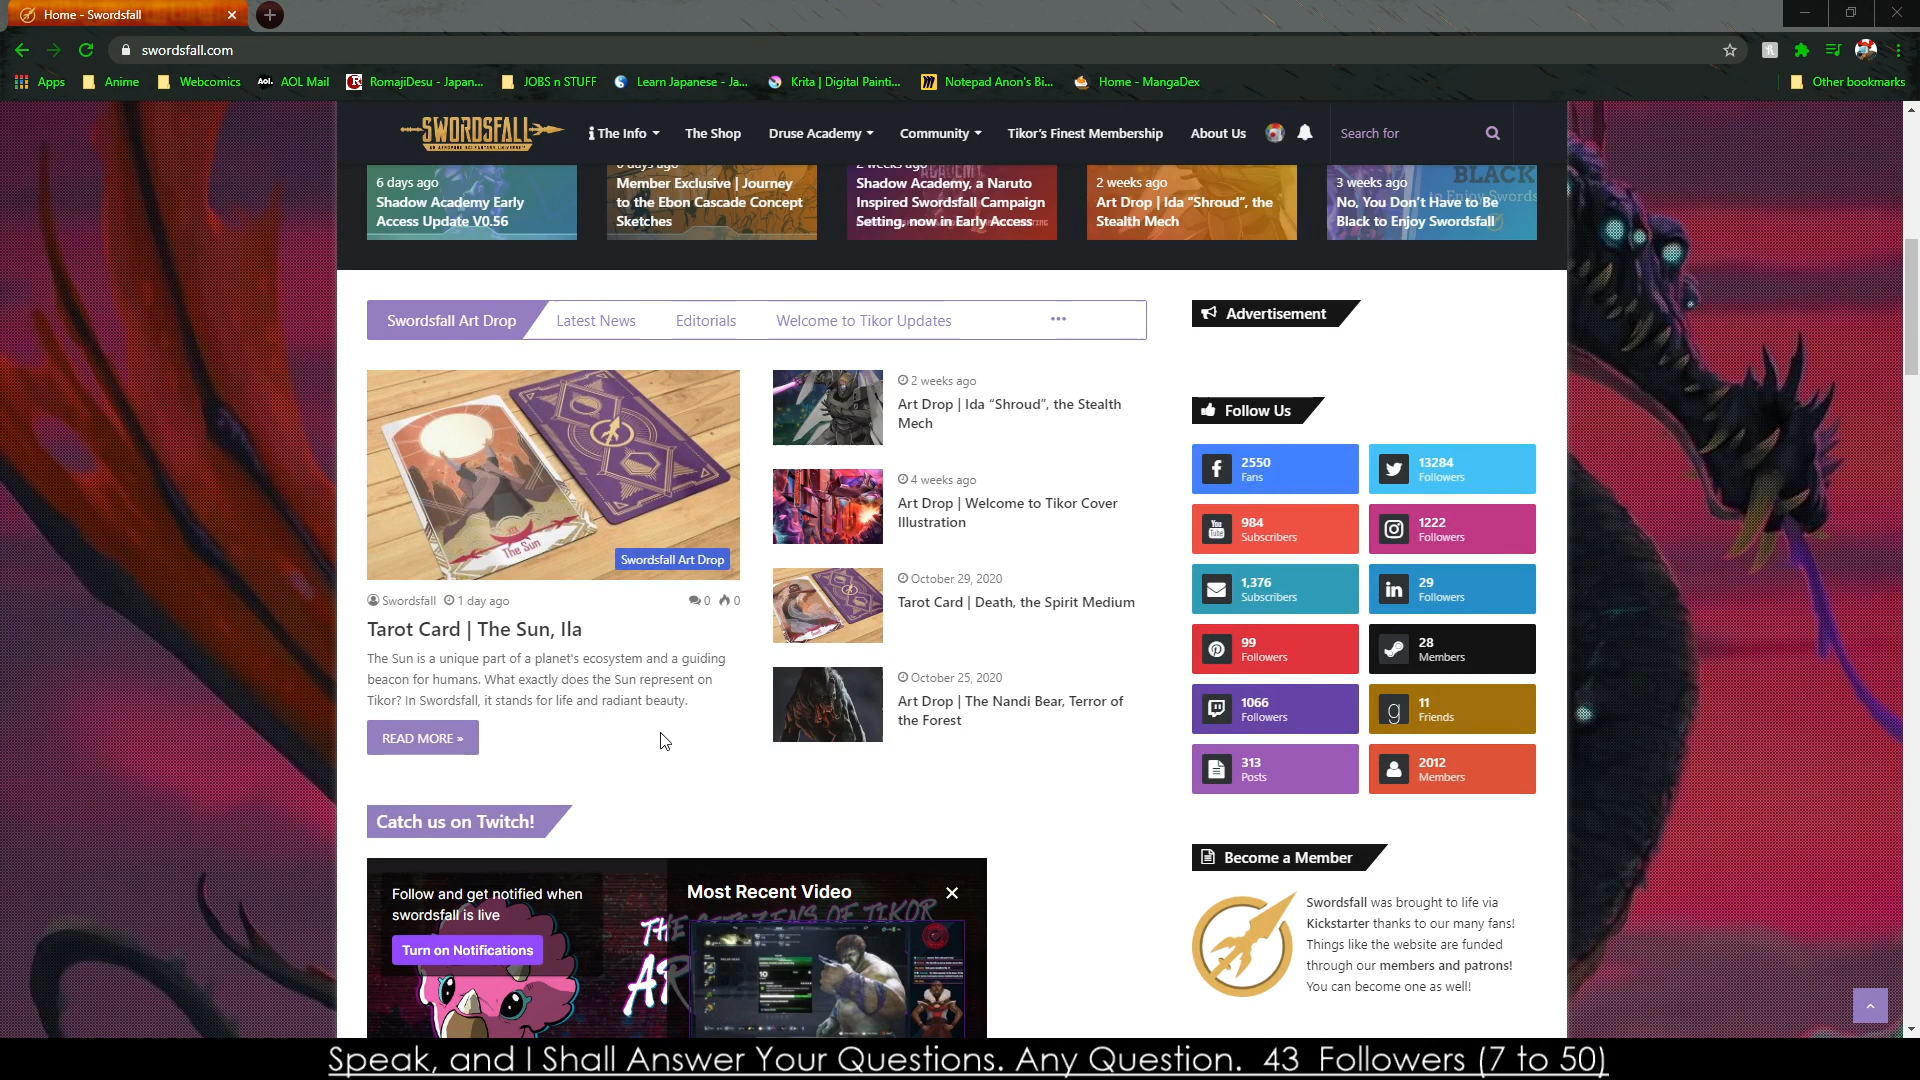 Home - Swordsfall
swordsfall.com
Apps
Anime
Webcomics
Aol. AOL Mail
RomajiDesu - Japan...
JOBS n STUFF
Learn Japanese - Ja...
Krita | Digital Painti...
Notepad Anon's Bi...
Home - MangaDex
Other bookmarks
SWORDSFALL
The Info
The Shop
Druse Academy
Community
Tikor's Finest Membership
About Us
Search for
6 days ago
Shadow Academy Early
Access Update V0.56
6 days ago
Member Exclusive | Journey
to the Ebon Cascade Concept
Sketches
2 weeks ago
Shadow Academy, a Naruto
Inspired Swordsfall Campaign
Setting, now in Early Access
2 weeks ago
Art Drop | Ida “Shroud”, the
Stealth Mech
BLACK
to Enjoy Swords
3 weeks ago
No, You Don’t Have to Be
Black to Enjoy Swordsfall
Swordsfall Art Drop
Latest News
Editorials
Welcome to Tikor Updates
•••
The Sun
Swordsfall Art Drop
Swordsfall
1 day ago
0
0
Tarot Card | The Sun, Ila
The Sun is a unique part of a planet's ecosystem and a guiding
beacon for humans. What exactly does the Sun represent on
Tikor? In Swordsfall, it stands for life and radiant beauty.
READ MORE »
2 weeks ago
Art Drop | Ida “Shroud”, the Stealth
Mech
4 weeks ago
Art Drop | Welcome to Tikor Cover
Illustration
October 29, 2020
Tarot Card | Death, the Spirit Medium
October 25, 2020
Art Drop | The Nandi Bear, Terror of
the Forest
Advertisement
Follow Us
2550
Fans
13284
Followers
984
Subscribers
1222
Followers
1,376
Subscribers
29
Followers
99
Followers
28
Members
1066
Followers
11
Friends
313
Posts
2012
Members
Catch us on Twitch!
Follow and get notified when
swordsfall is live
Turn on Notifications
Most Recent Video
Become a Member
Swordsfall was brought to life via
Kickstarter thanks to our many fans!
Things like the website are funded
through our members and patrons!
You can become one as well!
Speak, and I Shall Answer Your Questions. Any Question. 43 Followers (7 to 50)